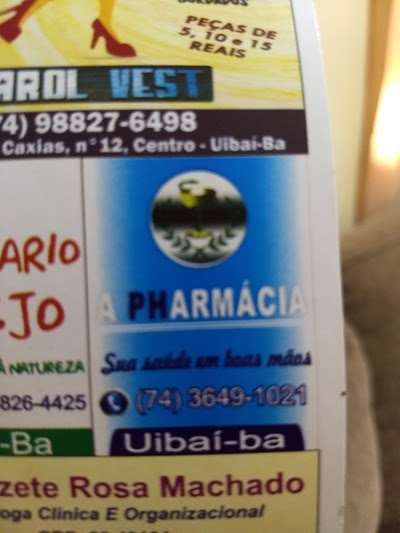 PEÇAS DE
5, 10 e 15
REAIS
AROL VEST
74) 98827-6498
Caxias, n° 12, Centro - Uibaí-Ba
ARIO
JO
NATUREZA
826-4425
-Ba
A PHARMÁCIA
Sua saúde em boas mãos
(74) 3649-1021
Uibaí-ba
zete Rosa Machado
oga Clinica E Organizacional